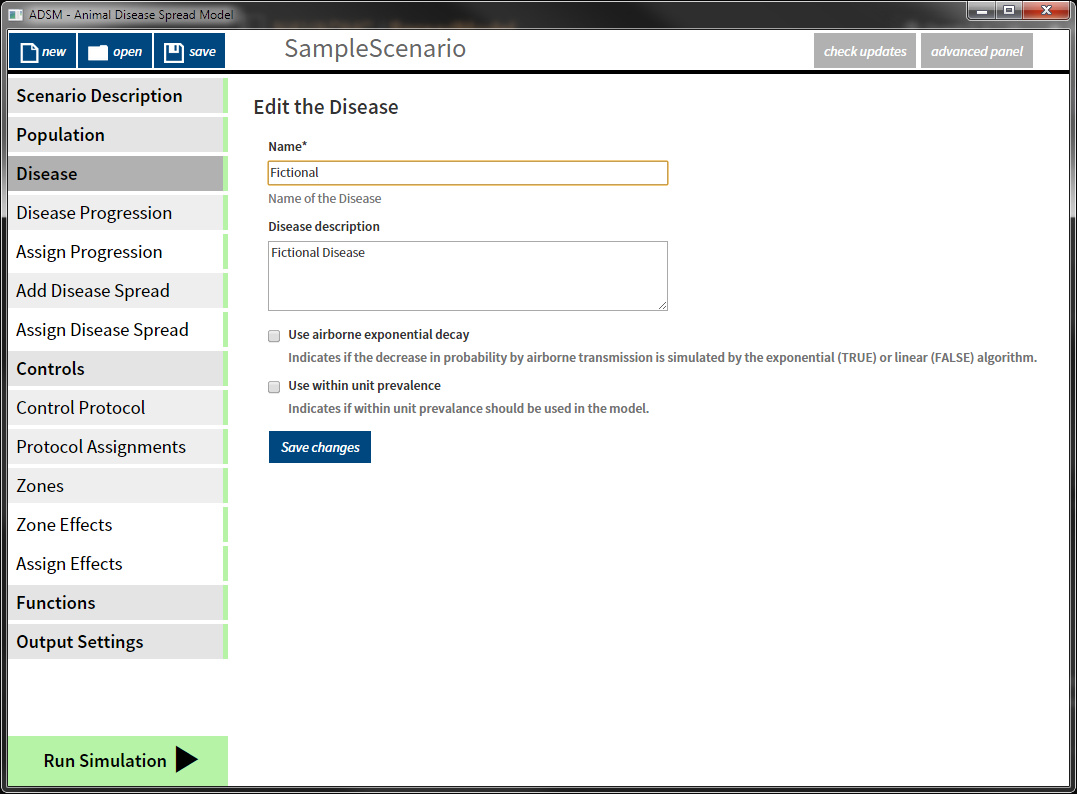 ADSM - Animal Disease Spread Model
new open save SampleScenario check updates advanced panel
Scenario Description
Population
Disease
Disease Progression
Assign Progression
Add Disease Spread
Assign Disease Spread
Controls
Control Protocol
Protocol Assignments
Zones
Zone Effects
Assign Effects
Functions
Output Settings
Run Simulation
Edit the Disease
Name*
Fictional
Name of the Disease
Disease description
Fictional Disease
Use airborne exponential decay
Indicates if the decrease in probability by airborne transmission is simulated by the exponential (TRUE) or linear (FALSE) algorithm.
Use within unit prevalence
Indicates if within unit prevalance should be used in the model.
Save changes